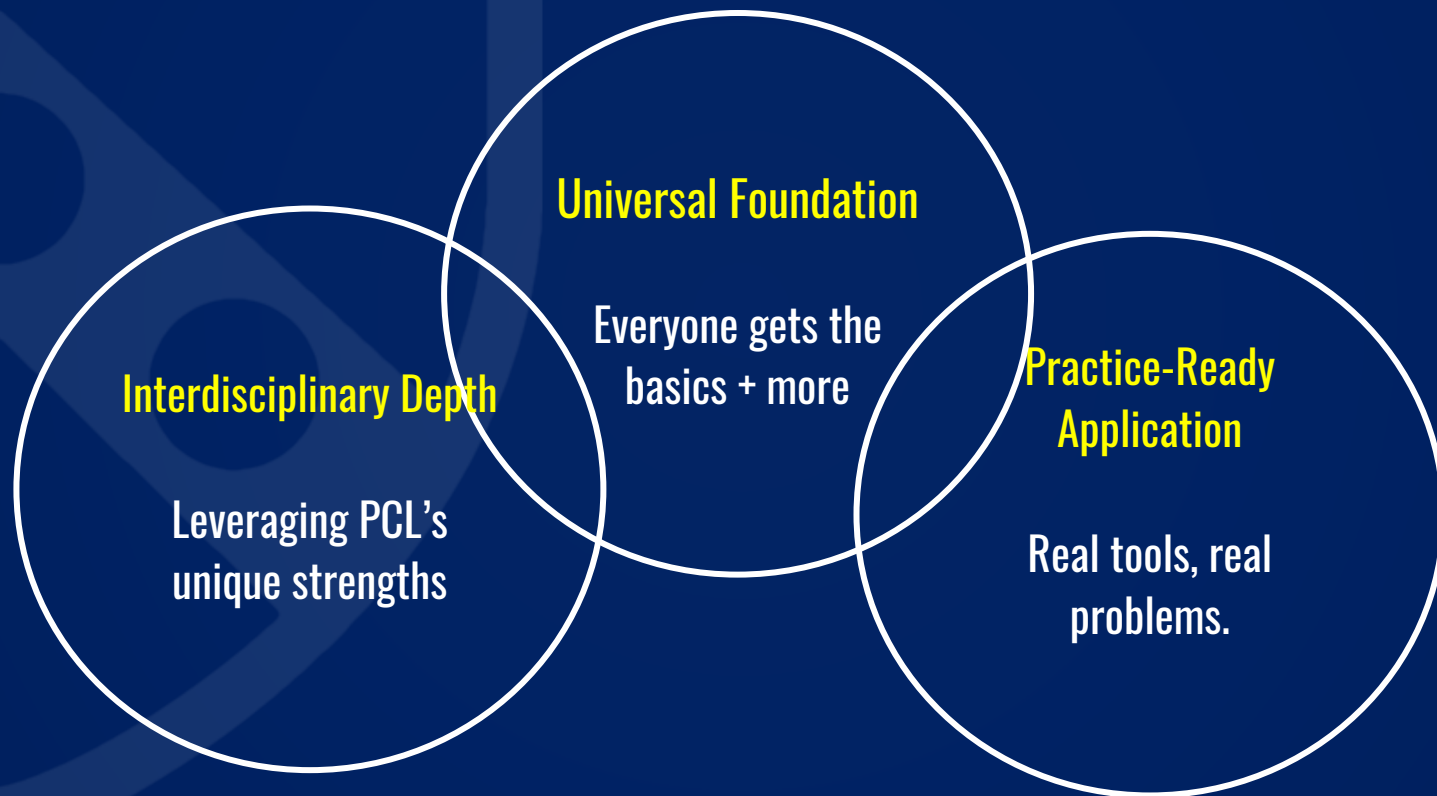 Universal Foundation
Everyone gets the
basics + more
Interdisciplinary Depth
Leveraging PCL’s
unique strengths
Practice-Ready
Application
Real tools, real
problems.